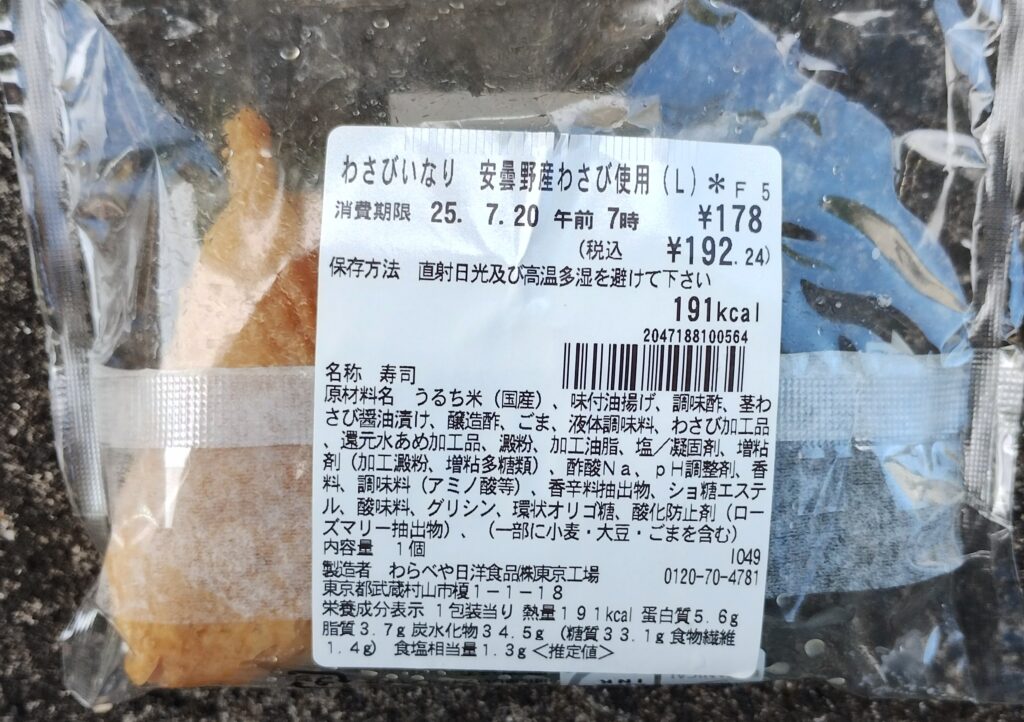 わさびいなり 安曇野産わさび使用(L)* F 5
消費期限 25. 7.20 午前 7時 ¥178
(税込 ¥192.24)
保存方法 直射日光及び高温多湿を避けて下さい
191kcal
2047188100564
名称 寿司
原材料名 うるち米(国産)、味付油揚げ、調味酢、茎わ
さび醤油漬け、醸造酢、ごま、液体調味料、わさび加工品
、還元水あめ加工品、澱粉、加工油脂、塩/凝固剤、増粘
剤(加工澱粉、増粘多糖類)、酢酸Na、pH調整剤、香
料、調味料(アミノ酸等)、香辛料抽出物、ショ糖エステ
ル、酸味料、グリシン、環状オリゴ糖、酸化防止剤(ロー
ズマリー抽出物)、(一部に小麦・大豆・ごまを含む)
内容量 1個 I049
製造者 わらべや日洋食品㈱東京工場 0120-70-4781
東京都武蔵村山市榎1-1-18
栄養成分表示 1包装当り 熱量191kcal 蛋白質5.6g
脂質3.7g 炭水化物34.5g (糖質33.1g 食物繊維
1.4g) 食塩相当量1.3g<推定値>